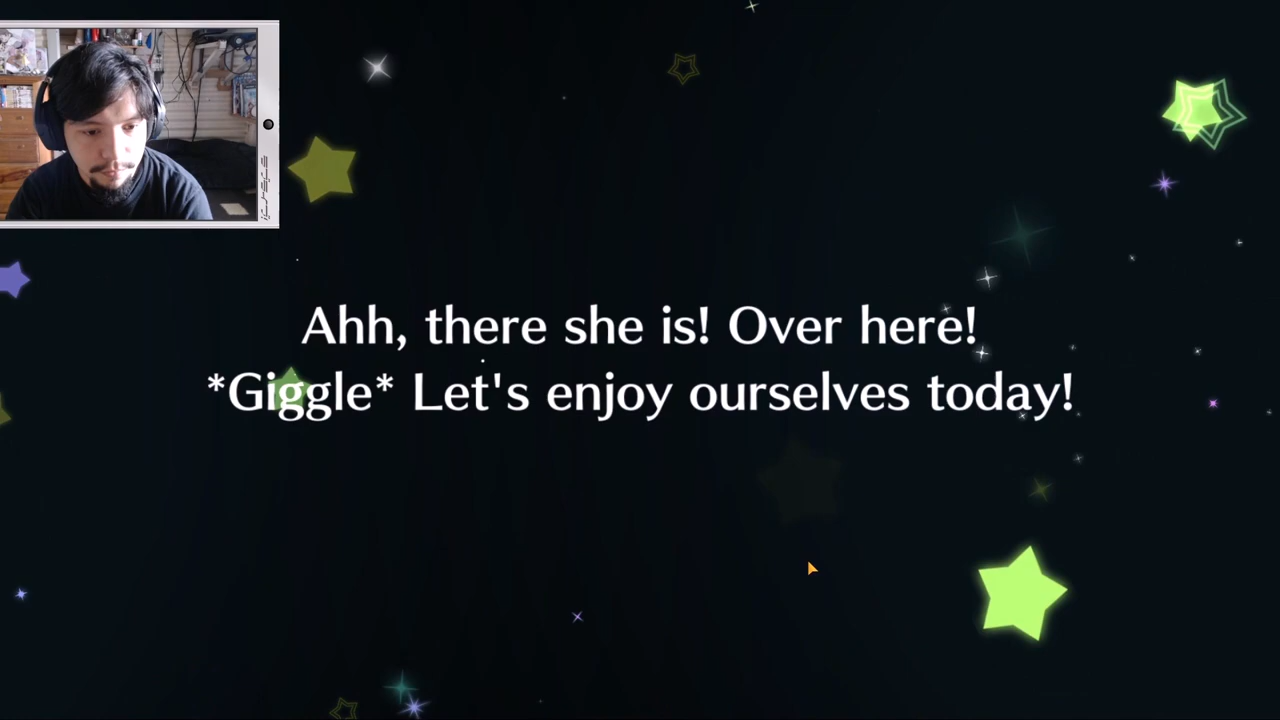 Ahh, there she is! Over here!
*Giggle* Let's enjoy ourselves today!